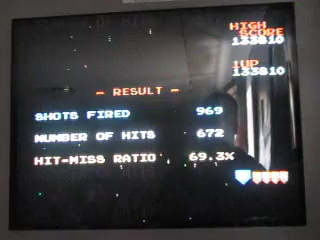 HIGH
SCORE
133810
1UP
133810
- RESULT -
SHOTS FIRED 969
NUMBER OF HITS 672
HIT-MISS RATIO 69.3%